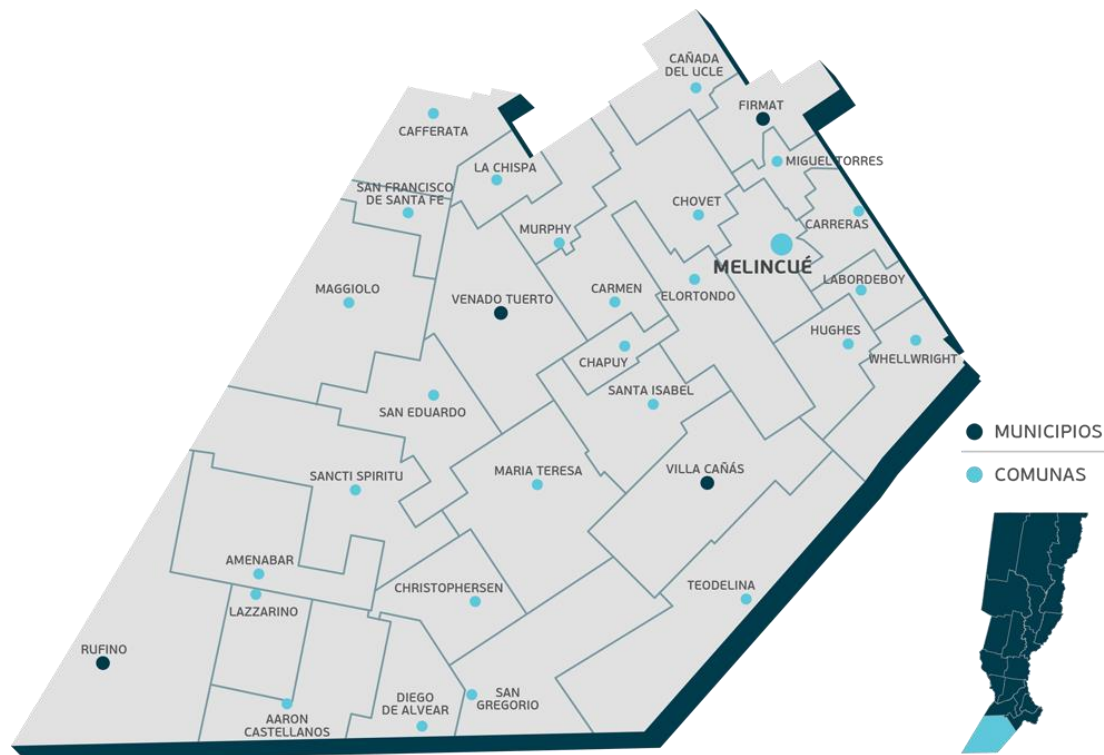 CAÑADA
DEL UCLE
FIRMAT
CAFFERATA
LA CHISPA
MIGUEL TORRES
SAN FRANCISCO
DE SANTA FE
CHOVET
CARRERAS
MURPHY
MELINCUÉ
LABORDEBOY
MAGGIOLO
VENADO TUERTO
CARMEN
ELORTONDO
HUGHES
CHAPUY
WHELLWRIGHT
SAN EDUARDO
SANTA ISABEL
MUNICIPIOS
SANCTI SPIRITU
MARIA TERESA
VILLA CAÑÁS
COMUNAS
AMENABAR
CHRISTOPHERSEN
TEODELINA
LAZZARINO
RUFINO
DIEGO
DE ALVEAR
SAN
GREGORIO
AARON
CASTELLANOS